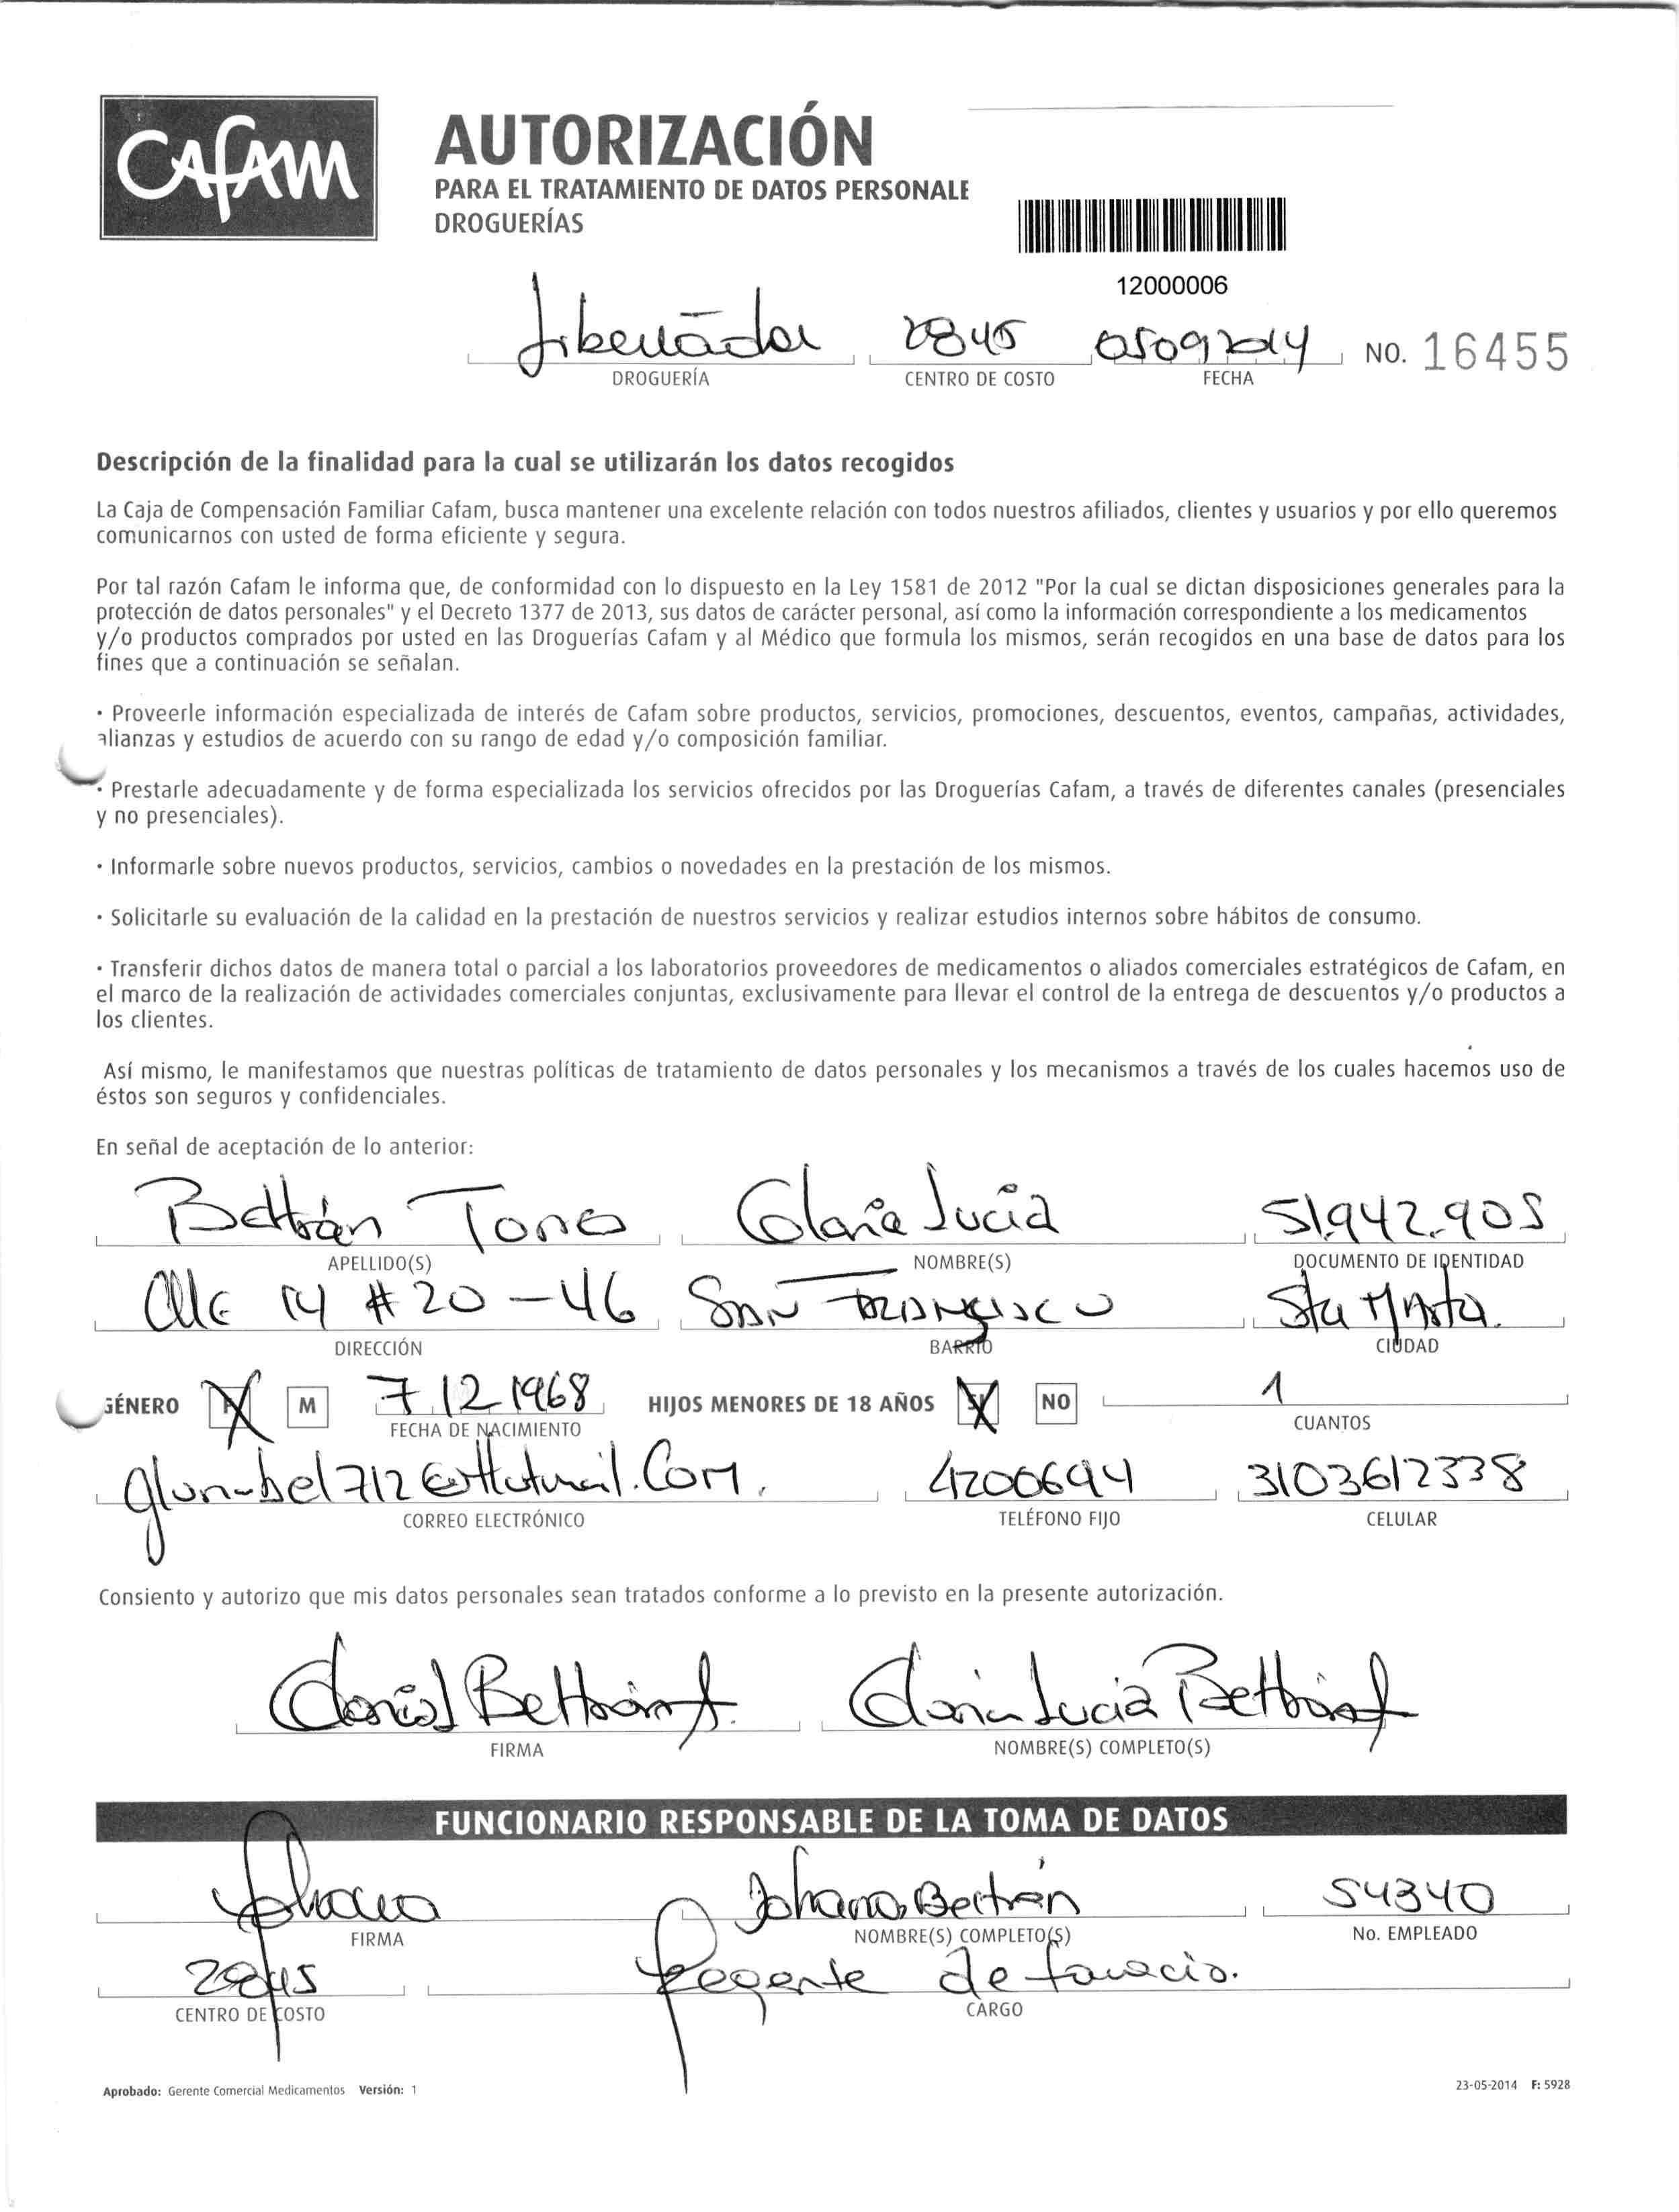 CAFAM
AUTORIZACIÓN
PARA EL TRATAMIENTO DE DATOS PERSONALE
DROGUERÍAS
12000006
Libertador 2845 05092014 NO. 16455
DROGUERÍA CENTRO DE COSTO FECHA
Descripción de la finalidad para la cual se utilizarán los datos recogidos
La Caja de Compensación Familiar Cafam, busca mantener una excelente relación con todos nuestros afiliados, clientes y usuarios y por ello queremos
comunicarnos con usted de forma eficiente y segura.
Por tal razón Cafam le informa que, de conformidad con lo dispuesto en la Ley 1581 de 2012 "Por la cual se dictan disposiciones generales para la
protección de datos personales" y el Decreto 1377 de 2013, sus datos de carácter personal, así como la información correspondiente a los medicamentos
y/o productos comprados por usted en las Droguerías Cafam y al Médico que formula los mismos, serán recogidos en una base de datos para los
fines que a continuación se señalan.
· Proveerle información especializada de interés de Cafam sobre productos, servicios, promociones, descuentos, eventos, campañas, actividades,
alianzas y estudios de acuerdo con su rango de edad y/o composición familiar.
· Prestarle adecuadamente y de forma especializada los servicios ofrecidos por las Droguerías Cafam, a través de diferentes canales (presenciales
y no presenciales).
· Informarle sobre nuevos productos, servicios, cambios o novedades en la prestación de los mismos.
· Solicitarle su evaluación de la calidad en la prestación de nuestros servicios y realizar estudios internos sobre hábitos de consumo.
· Transferir dichos datos de manera total o parcial a los laboratorios proveedores de medicamentos o aliados comerciales estratégicos de Cafam, en
el marco de la realización de actividades comerciales conjuntas, exclusivamente para llevar el control de la entrega de descuentos y/o productos a
los clientes.
Así mismo, le manifestamos que nuestras políticas de tratamiento de datos personales y los mecanismos a través de los cuales hacemos uso de
éstos son seguros y confidenciales.
En señal de aceptación de lo anterior:
Beltrán Torres Gloria Lucia 51.942.905
APELLIDO(S) NOMBRE(S) DOCUMENTO DE IDENTIDAD
Clle 14 # 20 - 46 San Francisco Sta Marta.
DIRECCIÓN BARRIO CIUDAD
GÉNERO F M 7 12 1968 HIJOS MENORES DE 18 AÑOS SI NO 1
FECHA DE NACIMIENTO CUANTOS
4200694 3103612338
CORREO ELECTRÓNICO TELÉFONO FIJO CELULAR
Consiento y autorizo que mis datos personales sean tratados conforme a lo previsto en la presente autorización.
Beltrán T. Gloria Lucia Beltrán T
FIRMA NOMBRE(S) COMPLETO(S)
FUNCIONARIO RESPONSABLE DE LA TOMA DE DATOS
Johana Johana Beltrán 54340
FIRMA NOMBRE(S) COMPLETO(S) No. EMPLEADO
2845 Regente de farmacia.
CENTRO DE COSTO CARGO
Aprobado: Gerente Comercial Medicamentos Versión: 1 23-05-2014 F: 5928